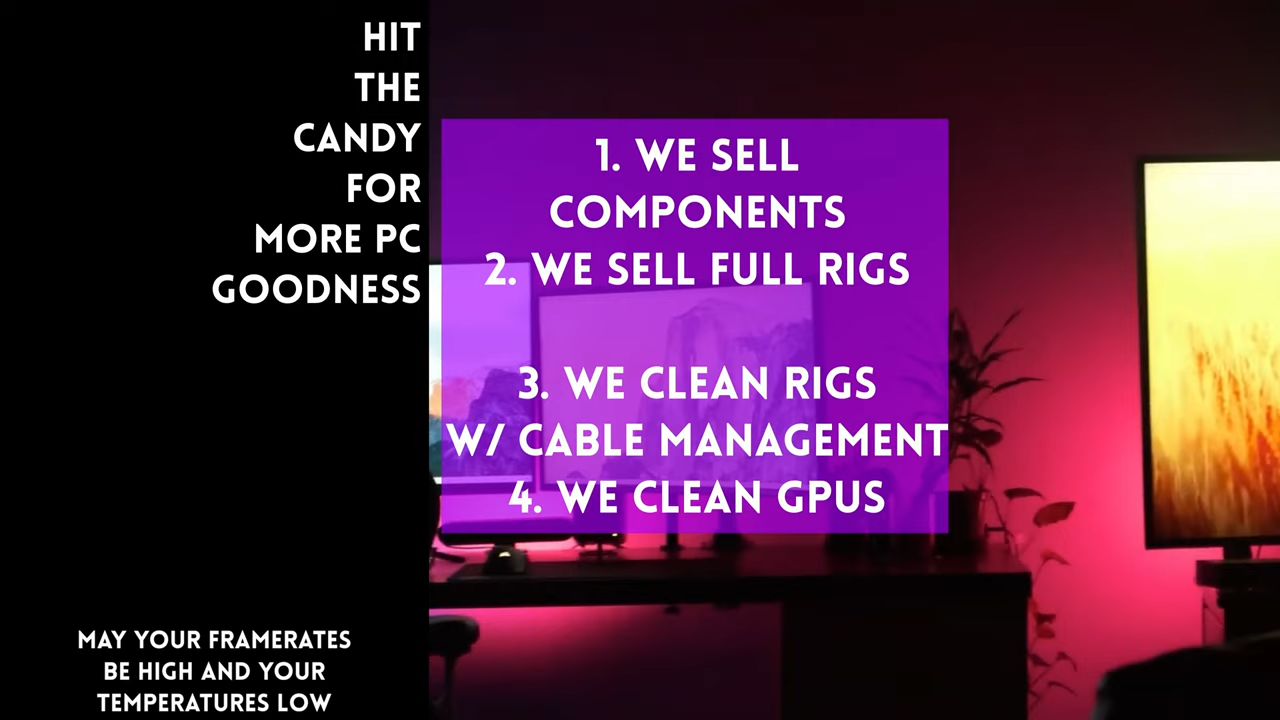 HIT
THE
CANDY
FOR
MORE PC
GOODNESS
1. WE SELL
COMPONENTS
2. WE SELL FULL RIGS
3. WE CLEAN RIGS
W/ CABLE MANAGEMENT
4. WE CLEAN GPUS
MAY YOUR FRAMERATES
BE HIGH AND YOUR
TEMPERATURES LOW